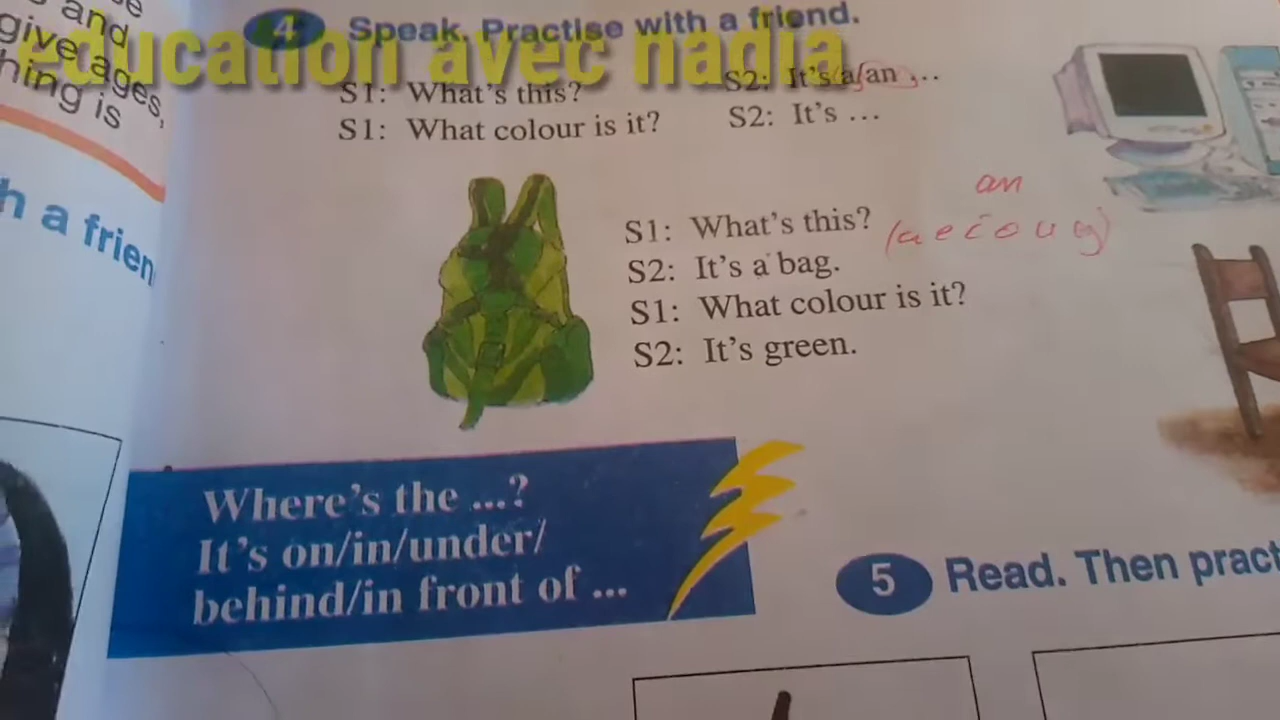 and
give ages,
hing is
h a frien
education avec nadia
4 Speak. Practise with a friend.
S1: What's this? S2: It's a/an ...
S1: What colour is it? S2: It's ...
an
(a e i o u y)
S1: What's this?
S2: It's a bag.
S1: What colour is it?
S2: It's green.
Where's the ...?
It's on/in/under/
behind/in front of ...
5 Read. Then pract